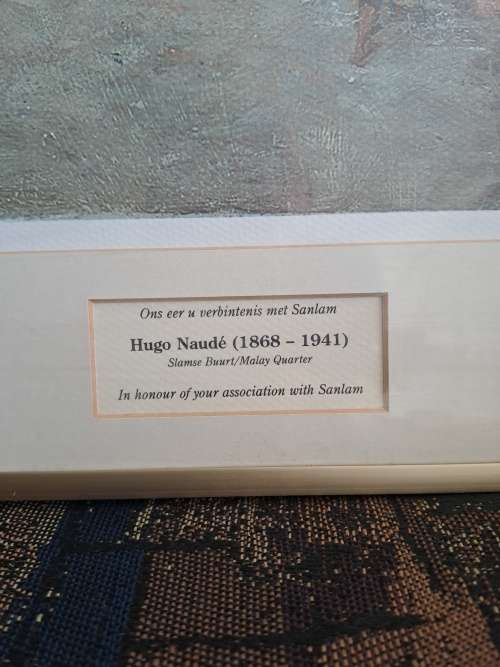 Ons eer u verbintenis met Sanlam
Hugo Naudé (1868 – 1941)
Slamse Buurt/Malay Quarter
In honour of your association with Sanlam